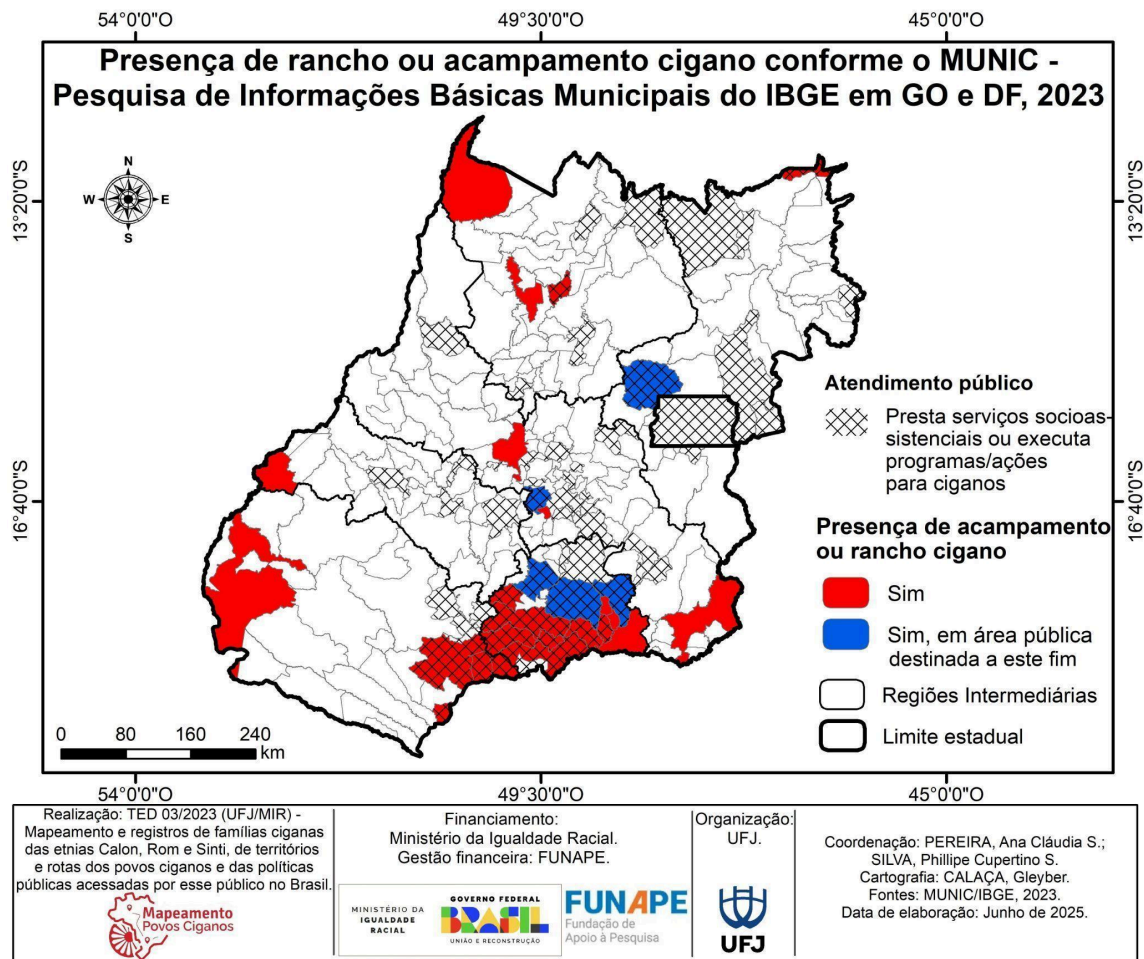 54°0'0"O
49°30'0"O
45°0'0"O
Presença de rancho ou acampamento cigano conforme o MUNIC -
Pesquisa de Informações Básicas Municipais do IBGE em GO e DF, 2023
13°20'0"S
13°20'0"S
N
W
E
S
Atendimento público
Presta serviços socioas-
sistenciais ou executa
programas/ações
para ciganos
16°40'0"S
16°40'0"S
Presença de acampamento
ou rancho cigano
Sim
Sim, em área pública
destinada a este fim
Regiões Intermediárias
Limite estadual
0 80 160 240
km
54°0'0"O
49°30'0"O
45°0'0"O
Realização: TED 03/2023 (UFJ/MIR) -
Mapeamento e registros de famílias ciganas
das etnias Calon, Rom e Sinti, de territórios
e rotas dos povos ciganos e das políticas
públicas acessadas por esse público no Brasil.
Mapeamento
Povos Ciganos
Financiamento:
Ministério da Igualdade Racial.
Gestão financeira: FUNAPE.
MINISTÉRIO DA
IGUALDADE
RACIAL
GOVERNO FEDERAL
BRASIL
UNIÃO E RECONSTRUÇÃO
FUNAPE
Fundação de
Apoio à Pesquisa
Organização:
UFJ.
UFJ
Coordenação: PEREIRA, Ana Cláudia S.;
SILVA, Phillipe Cupertino S.
Cartografia: CALAÇA, Gleyber.
Fontes: MUNIC/IBGE, 2023.
Data de elaboração: Junho de 2025.